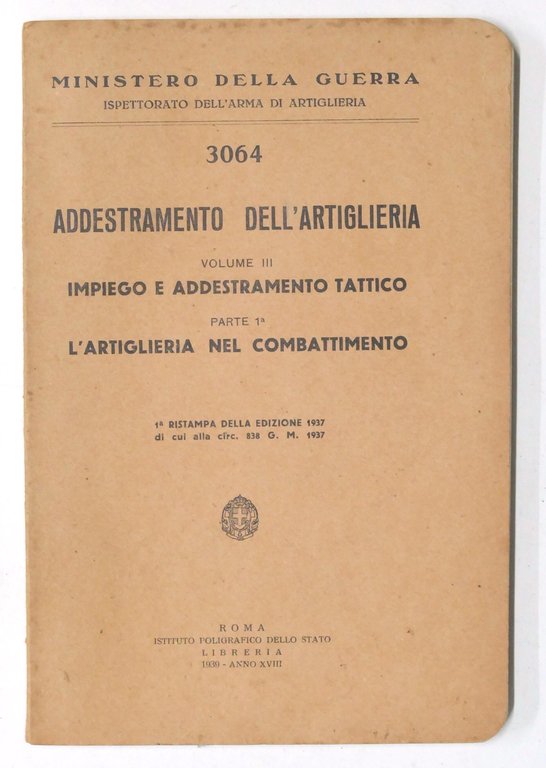 MINISTERO DELLA GUERRA
ISPETTORATO DELL'ARMA DI ARTIGLIERIA
3064
ADDESTRAMENTO DELL'ARTIGLIERIA
VOLUME III
IMPIEGO E ADDESTRAMENTO TATTICO
PARTE 1ª
L'ARTIGLIERIA NEL COMBATTIMENTO
1ª RISTAMPA DELLA EDIZIONE 1937
di cui alla circ. 838 G. M. 1937
ROMA
ISTITUTO POLIGRAFICO DELLO STATO
LIBRERIA
1939 - ANNO XVIII